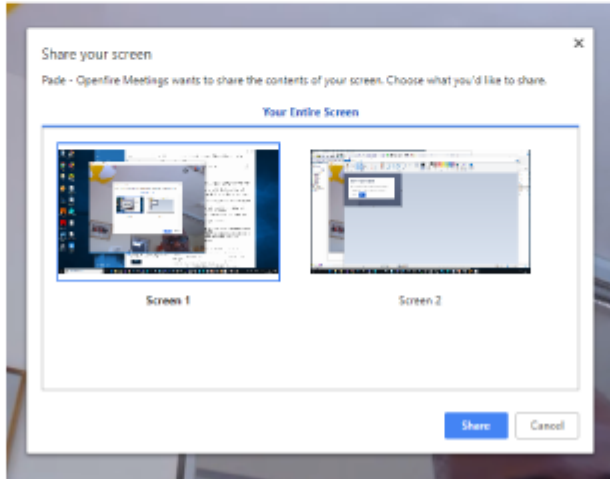 Share your screen
Pade - Openfire Meetings wants to share the contents of your screen. Choose what you'd like to share.
Your Entire Screen
Screen 1
Screen 2
Share
Cancel